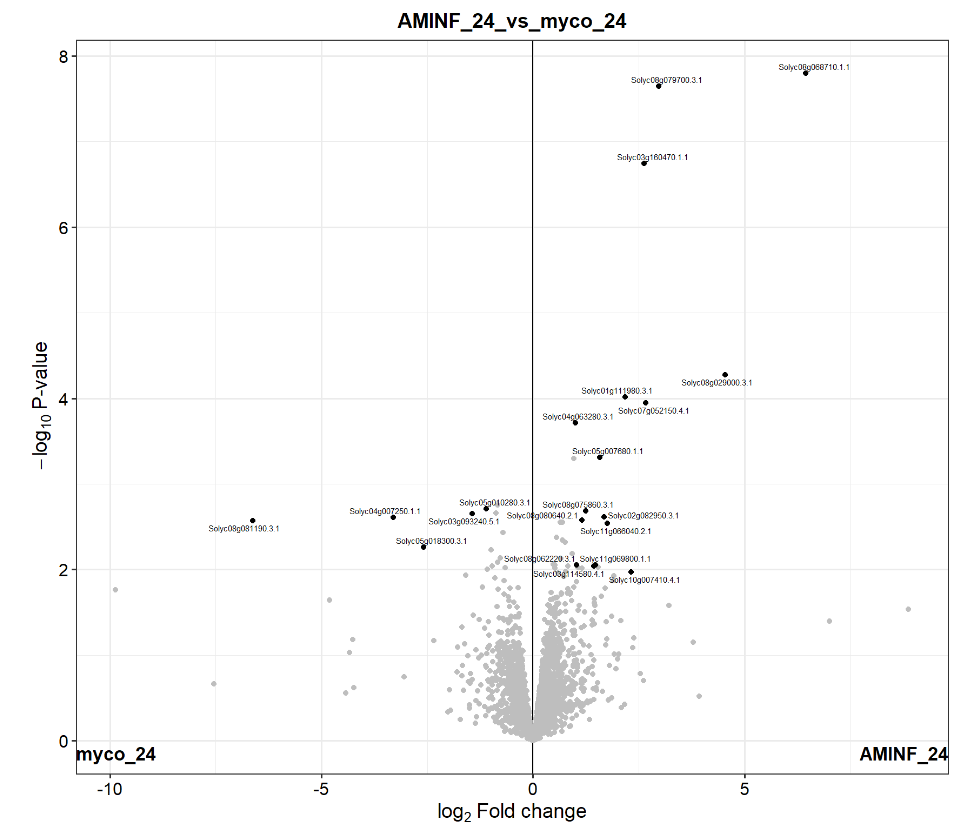 AMINF_24_vs_myco_24
8
Solyc08g068710.1.1
Solyc08g079700.3.1
Solyc03g160470.1.1
6
Solyc08g029000.3.1
Solyc01g111980.3.1
4
Solyc07g052150.4.1
Solyc04g063280.3.1
Solyc05g007680.1.1
Solyc05g010280.3.1
Solyc08g075860.3.1
Solyc04g007250.1.1
Solyc08g080640.2.1
Solyc02g082950.3.1
Solyc03g093240.5.1
Solyc08g081190.3.1
Solyc11g066040.2.1
Solyc05g018300.3.1
Solyc08g062220.3.1
Solyc11g069800.1.1
2
Solyc03g114580.4.1
Solyc10g007410.4.1
0
myco_24
AMINF_24
-10
-5
0
5
log2 Fold change
−log10 P-value